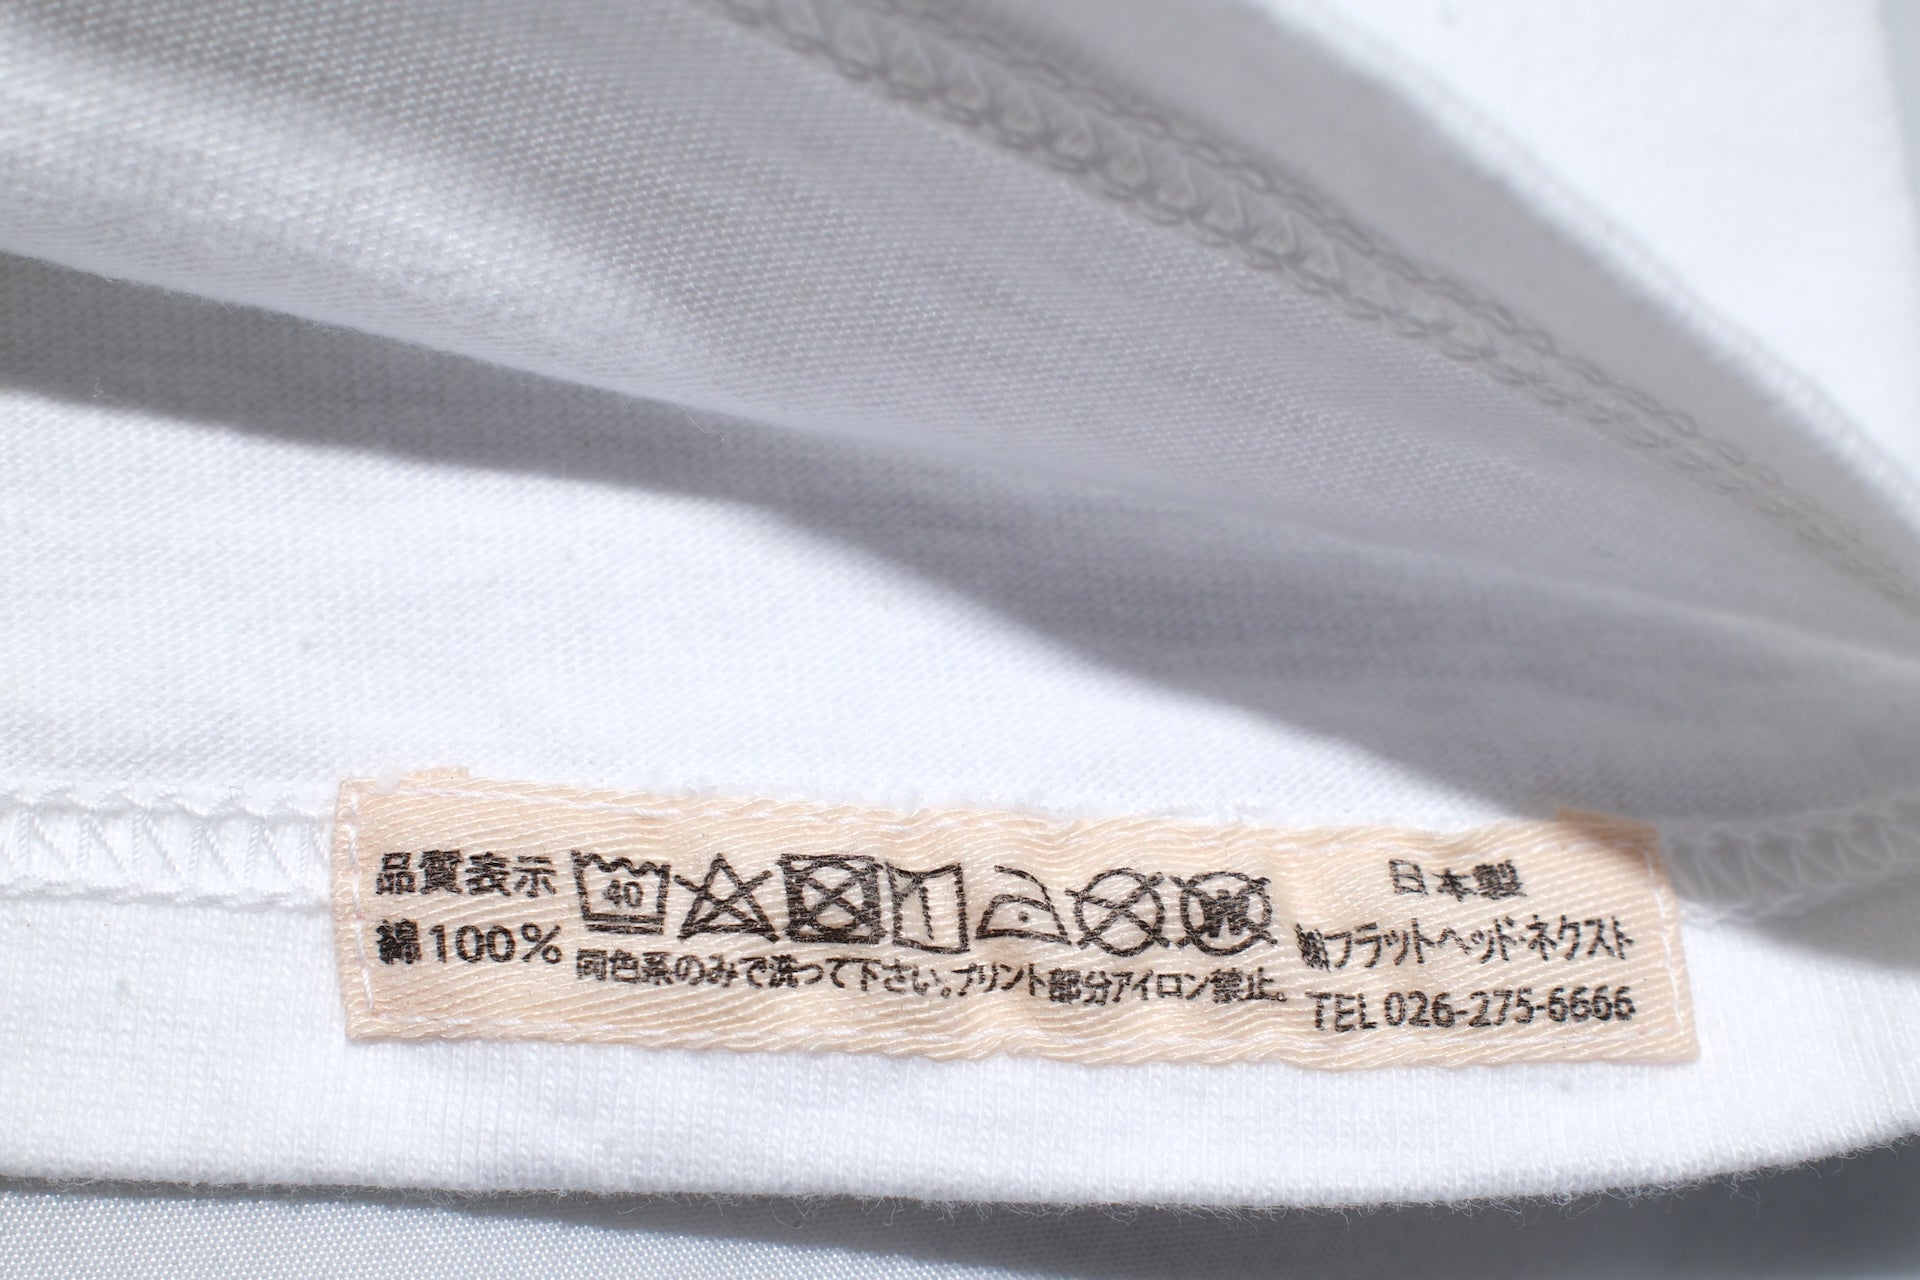 品質表示
綿100%
40
同色系のみで洗って下さい。プリント部分アイロン禁止。
日本製
㈱フラットヘッド・ネクスト
TEL 026-275-6666